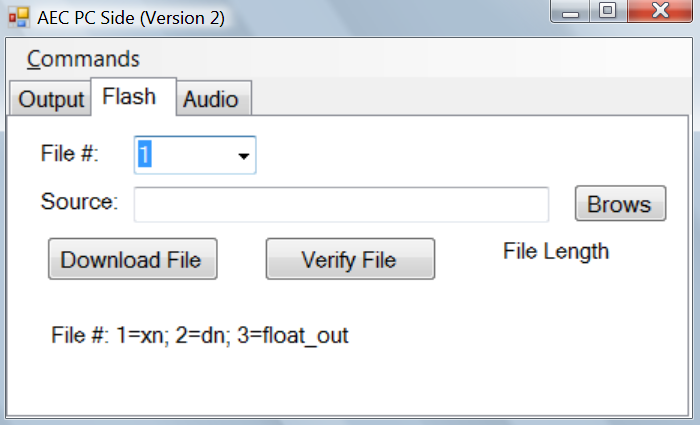 AEC PC Side (Version 2)
Commands
Output Flash Audio
File #: 1
Source: Brows
Download File Verify File File Length
File #: 1=xn; 2=dn; 3=float_out